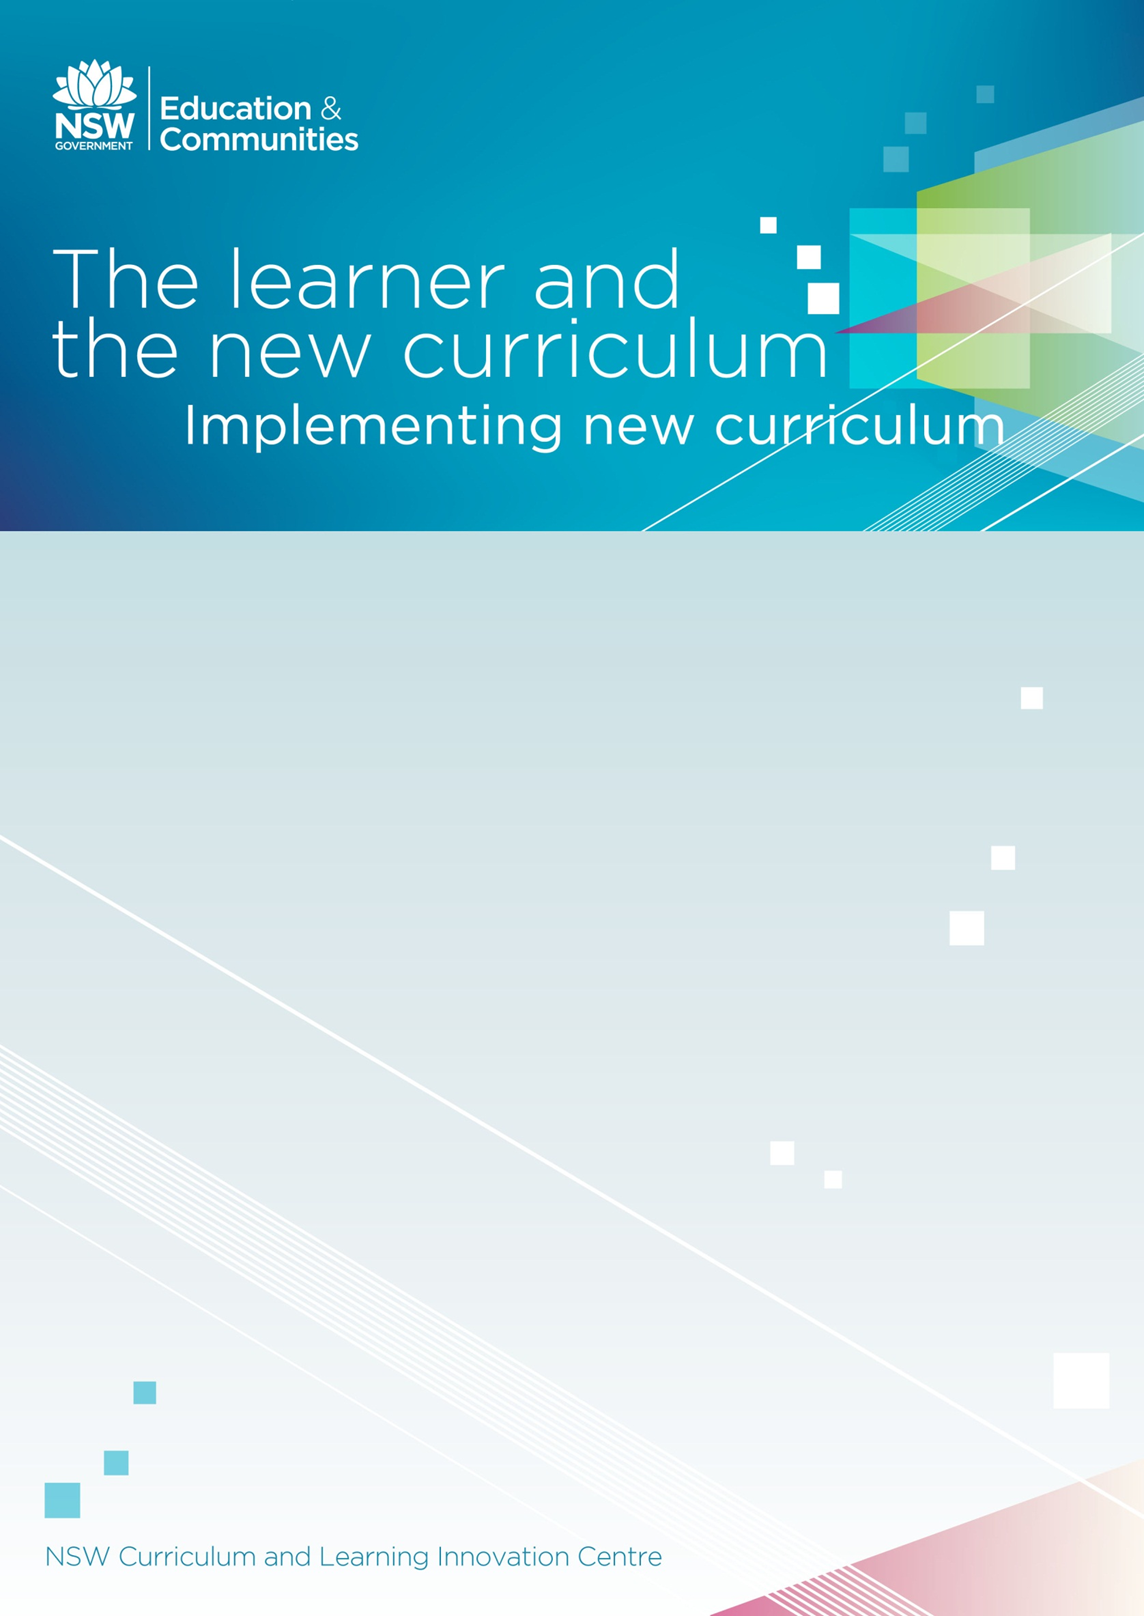 NSW
GOVERNMENT
Education &
Communities
The learner and
the new curriculum
Implementing new curriculum
NSW Curriculum and Learning Innovation Centre